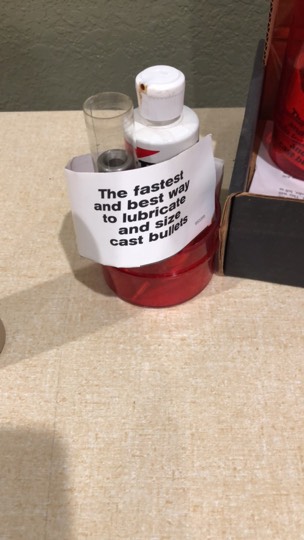 The fastest
and best way
to lubricate
and size
cast bullets